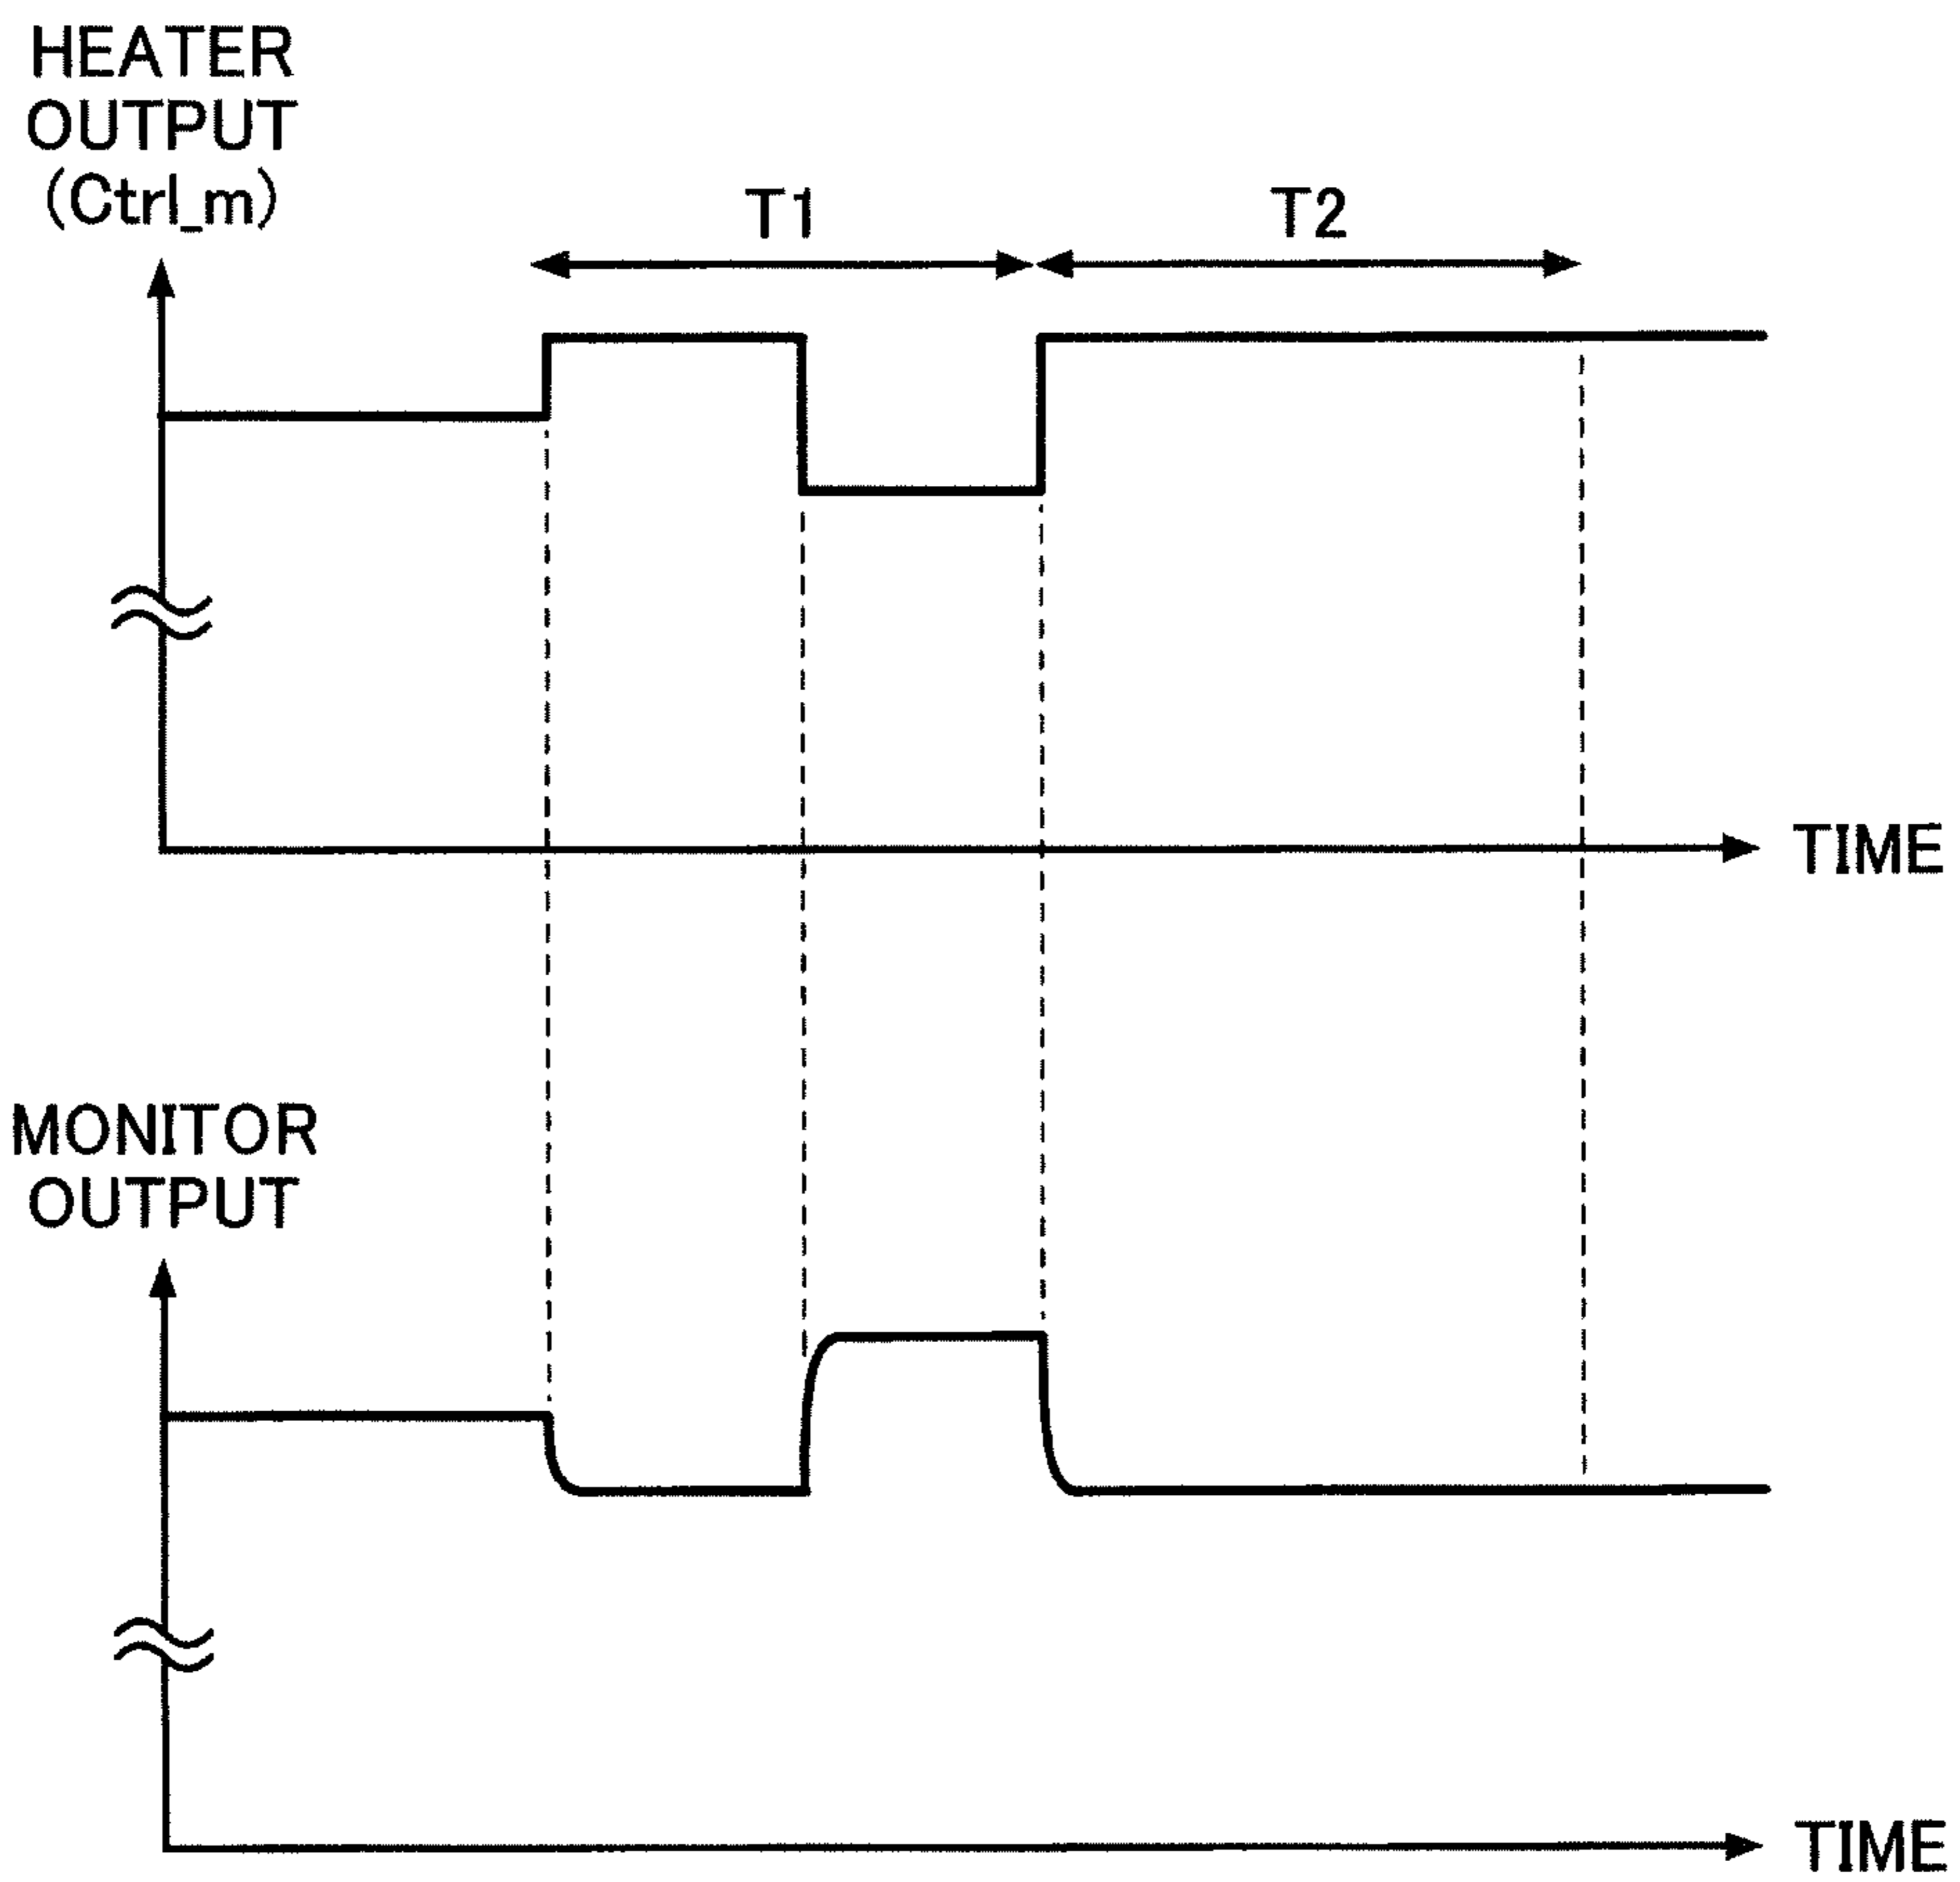 HEATER
OUTPUT
(Ctrl_m)
T1
T2
TIME
MONITOR
OUTPUT
TIME